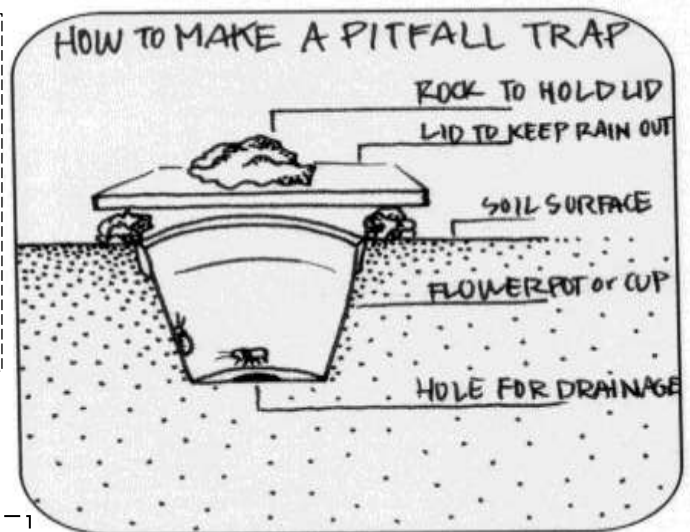 HOW TO MAKE A PITFALL TRAP
ROCK TO HOLD LID
LID TO KEEP RAIN OUT
SOIL SURFACE
FLOWERPOT or CUP
HOLE FOR DRAINAGE